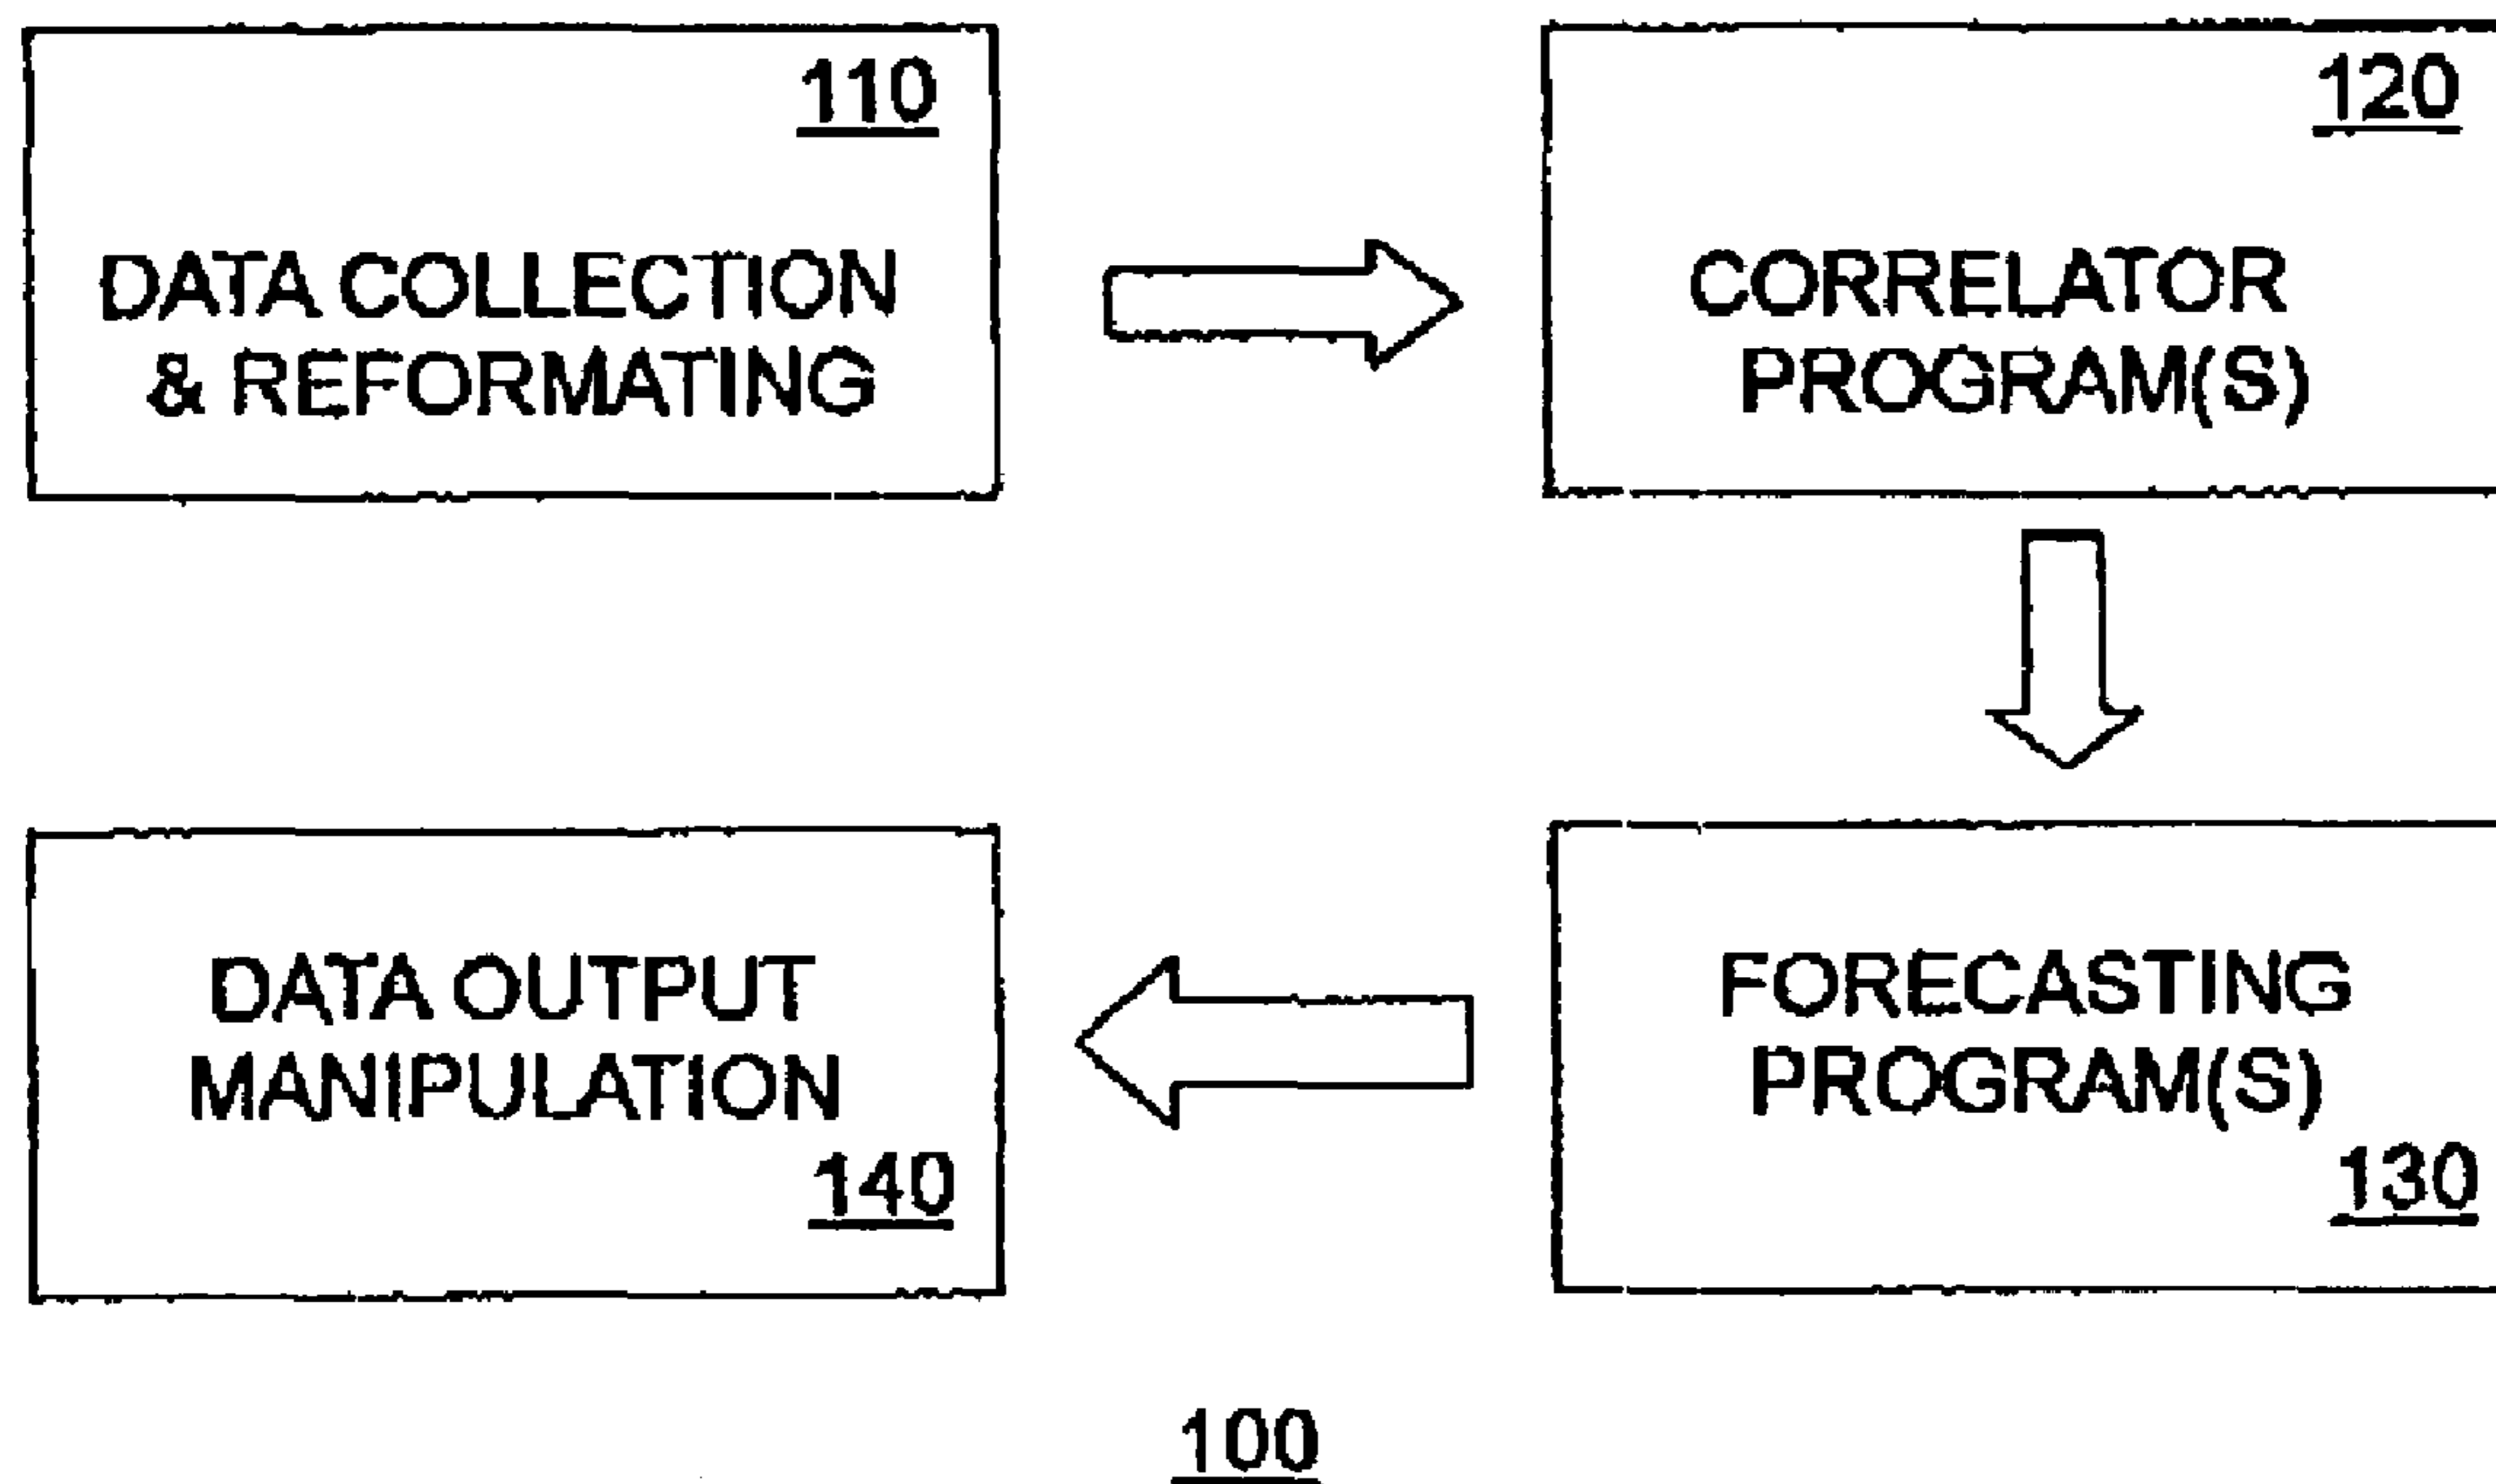 110
DATA COLLECTION
& REFORMATING
120
CORRELATOR
PROGRAM(S)
DATA OUTPUT
MANIPULATION
140
FORECASTING
PROGRAM(S)
130
100